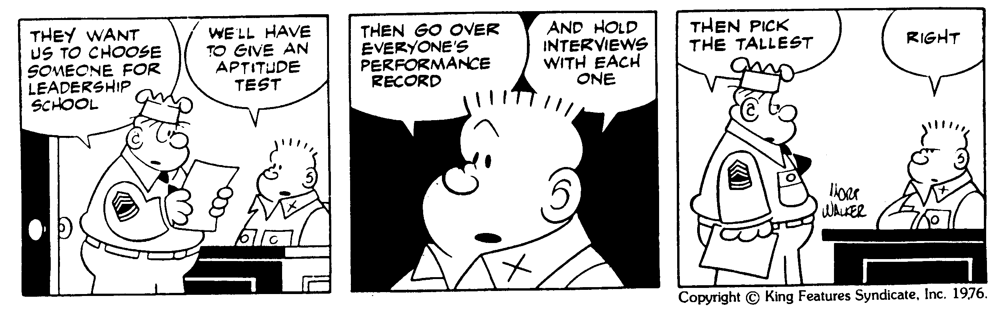 THEY WANT
US TO CHOOSE
SOMEONE FOR
LEADERSHIP
SCHOOL
WE'LL HAVE
TO GIVE AN
APTITUDE
TEST
THEN GO OVER
EVERYONE'S
PERFORMANCE
RECORD
AND HOLD
INTERVIEWS
WITH EACH
ONE
THEN PICK
THE TALLEST
RIGHT
MORT
WALKER
Copyright © King Features Syndicate, Inc. 1976.